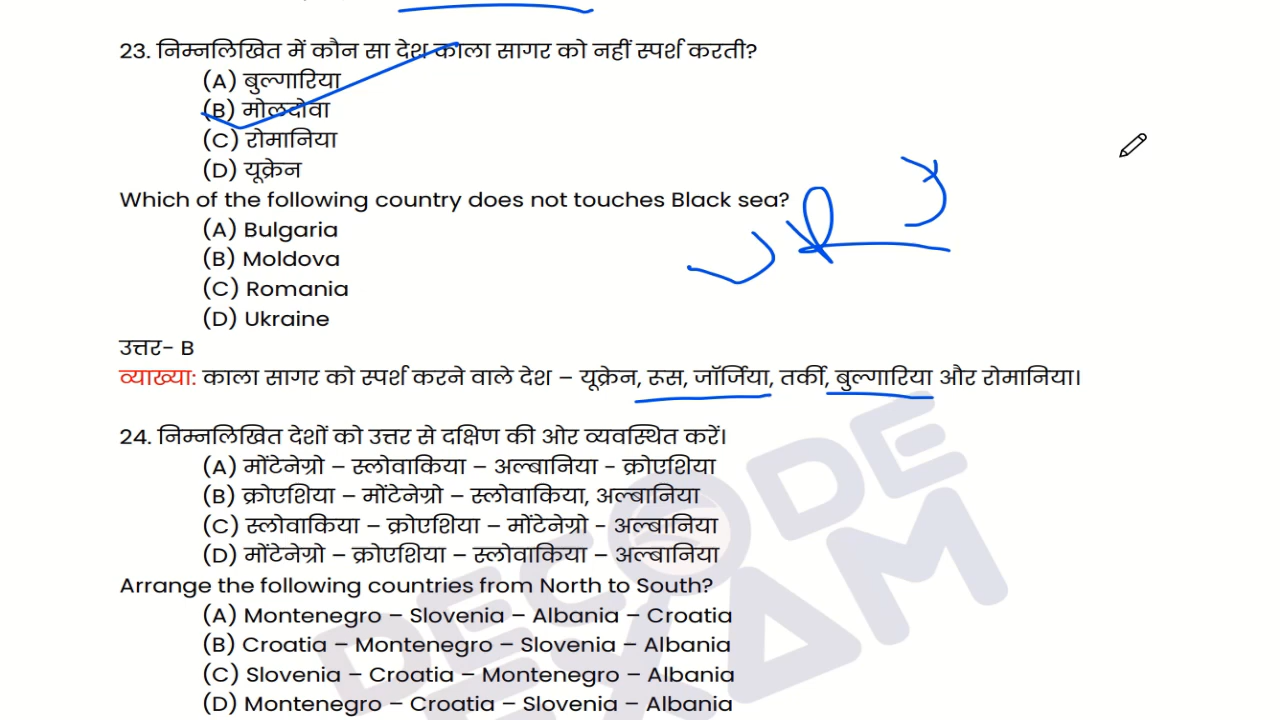 23. निम्नलिखित में कौन सा देश काला सागर को नहीं स्पर्श करती?
(A) बुल्गारिया
(B) मोलदोवा
(C) रोमानिया
(D) यूक्रेन
Which of the following country does not touches Black sea?
(A) Bulgaria
(B) Moldova
(C) Romania
(D) Ukraine
उत्तर- B
व्याख्या: काला सागर को स्पर्श करने वाले देश – यूक्रेन, रूस, जॉर्जिया, तर्की, बुल्गारिया और रोमानिया।
24. निम्नलिखित देशों को उत्तर से दक्षिण की ओर व्यवस्थित करें।
(A) मोंटेनेग्रो – स्लोवाकिया – अल्बानिया - क्रोएशिया
(B) क्रोएशिया – मोंटेनेग्रो – स्लोवाकिया, अल्बानिया
(C) स्लोवाकिया – क्रोएशिया – मोंटेनेग्रो - अल्बानिया
(D) मोंटेनेग्रो – क्रोएशिया – स्लोवाकिया – अल्बानिया
Arrange the following countries from North to South?
(A) Montenegro – Slovenia – Albania – Croatia
(B) Croatia – Montenegro – Slovenia – Albania
(C) Slovenia – Croatia – Montenegro – Albania
(D) Montenegro – Croatia – Slovenia – Albania
DECODE
EXAM